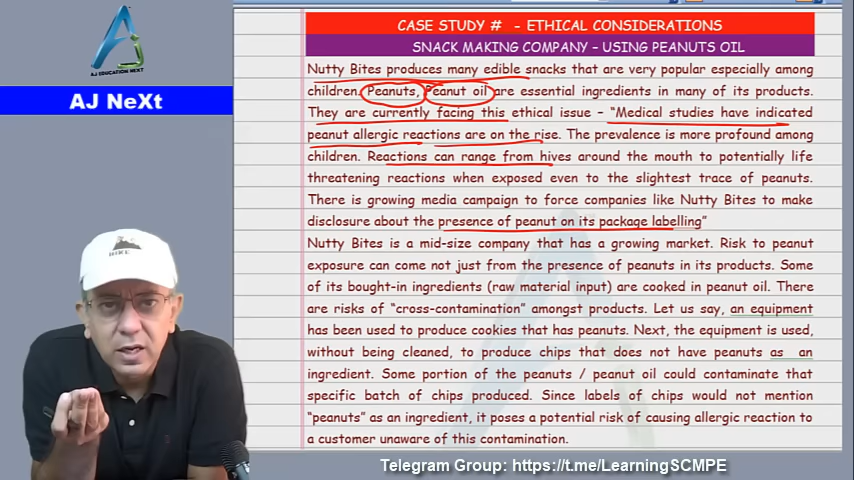 AJ EDUCATION NEXT
AJ NeXt
CASE STUDY # - ETHICAL CONSIDERATIONS
SNACK MAKING COMPANY – USING PEANUTS OIL
Nutty Bites produces many edible snacks that are very popular especially among
children. Peanuts, Peanut oil are essential ingredients in many of its products.
They are currently facing this ethical issue – “Medical studies have indicated
peanut allergic reactions are on the rise. The prevalence is more profound among
children. Reactions can range from hives around the mouth to potentially life
threatening reactions when exposed even to the slightest trace of peanuts.
There is growing media campaign to force companies like Nutty Bites to make
disclosure about the presence of peanut on its package labelling”
Nutty Bites is a mid-size company that has a growing market. Risk to peanut
exposure can come not just from the presence of peanuts in its products. Some
of its bought-in ingredients (raw material input) are cooked in peanut oil. There
are risks of “cross-contamination” amongst products. Let us say, an equipment
has been used to produce cookies that has peanuts. Next, the equipment is used,
without being cleaned, to produce chips that does not have peanuts as an
ingredient. Some portion of the peanuts / peanut oil could contaminate that
specific batch of chips produced. Since labels of chips would not mention
“peanuts” as an ingredient, it poses a potential risk of causing allergic reaction to
a customer unaware of this contamination.
Telegram Group: https://t.me/LearningSCMPE